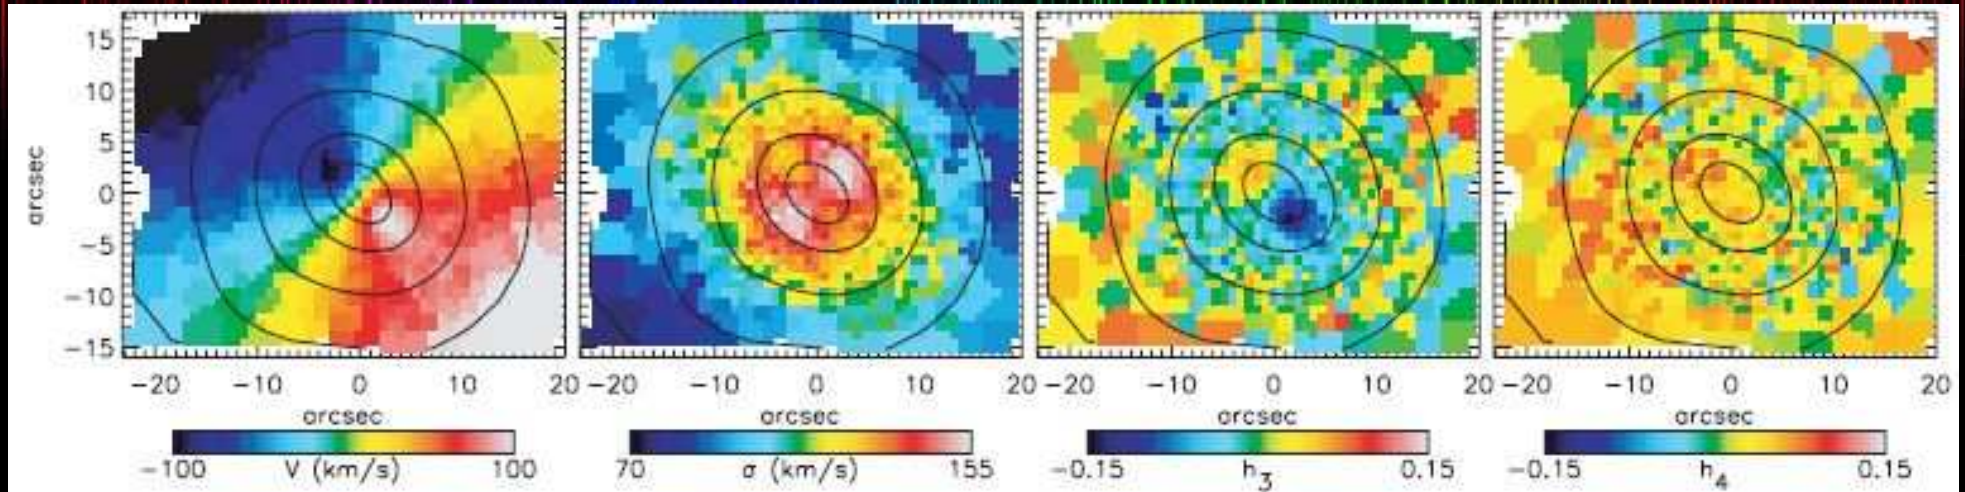 15
10
5
0
−5
−10
−15
arcsec
−20 −10 0 10 20 −20 −10 0 10 20 −20 −10 0 10 20 −20 −10 0 10 20
arcsec arcsec arcsec arcsec
−100 V (km/s) 100 70 σ (km/s) 155 −0.15 h3 0.15 −0.15 h4 0.15